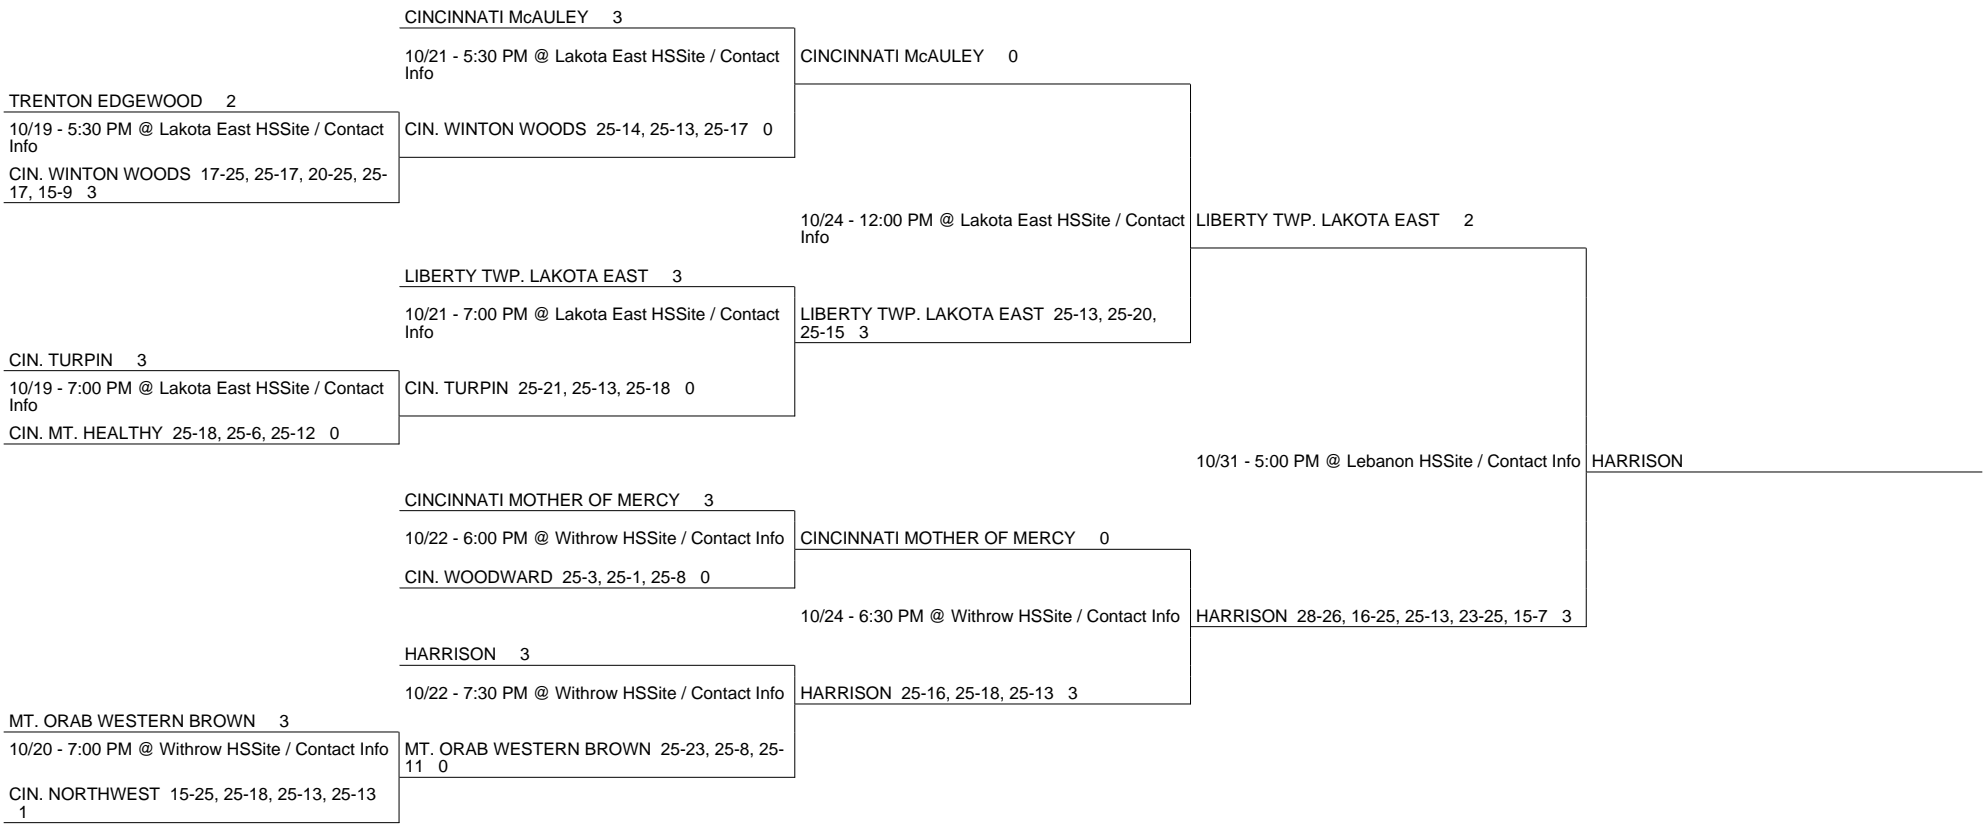 CINCINNATI McAULEY 3
10/21 - 5:30 PM @ Lakota East HSSite / Contact
Info
CINCINNATI McAULEY 0
TRENTON EDGEWOOD 2
10/19 - 5:30 PM @ Lakota East HSSite / Contact
Info
CIN. WINTON WOODS 25-14, 25-13, 25-17 0
CIN. WINTON WOODS 17-25, 25-17, 20-25, 25-
17, 15-9 3
10/24 - 12:00 PM @ Lakota East HSSite / Contact
Info
LIBERTY TWP. LAKOTA EAST 2
LIBERTY TWP. LAKOTA EAST 3
10/21 - 7:00 PM @ Lakota East HSSite / Contact
Info
LIBERTY TWP. LAKOTA EAST 25-13, 25-20,
25-15 3
CIN. TURPIN 3
10/19 - 7:00 PM @ Lakota East HSSite / Contact
Info
CIN. TURPIN 25-21, 25-13, 25-18 0
CIN. MT. HEALTHY 25-18, 25-6, 25-12 0
10/31 - 5:00 PM @ Lebanon HSSite / Contact Info
HARRISON
CINCINNATI MOTHER OF MERCY 3
10/22 - 6:00 PM @ Withrow HSSite / Contact Info
CINCINNATI MOTHER OF MERCY 0
CIN. WOODWARD 25-3, 25-1, 25-8 0
10/24 - 6:30 PM @ Withrow HSSite / Contact Info
HARRISON 28-26, 16-25, 25-13, 23-25, 15-7 3
HARRISON 3
10/22 - 7:30 PM @ Withrow HSSite / Contact Info
HARRISON 25-16, 25-18, 25-13 3
MT. ORAB WESTERN BROWN 3
10/20 - 7:00 PM @ Withrow HSSite / Contact Info
MT. ORAB WESTERN BROWN 25-23, 25-8, 25-
11 0
CIN. NORTHWEST 15-25, 25-18, 25-13, 25-13
1